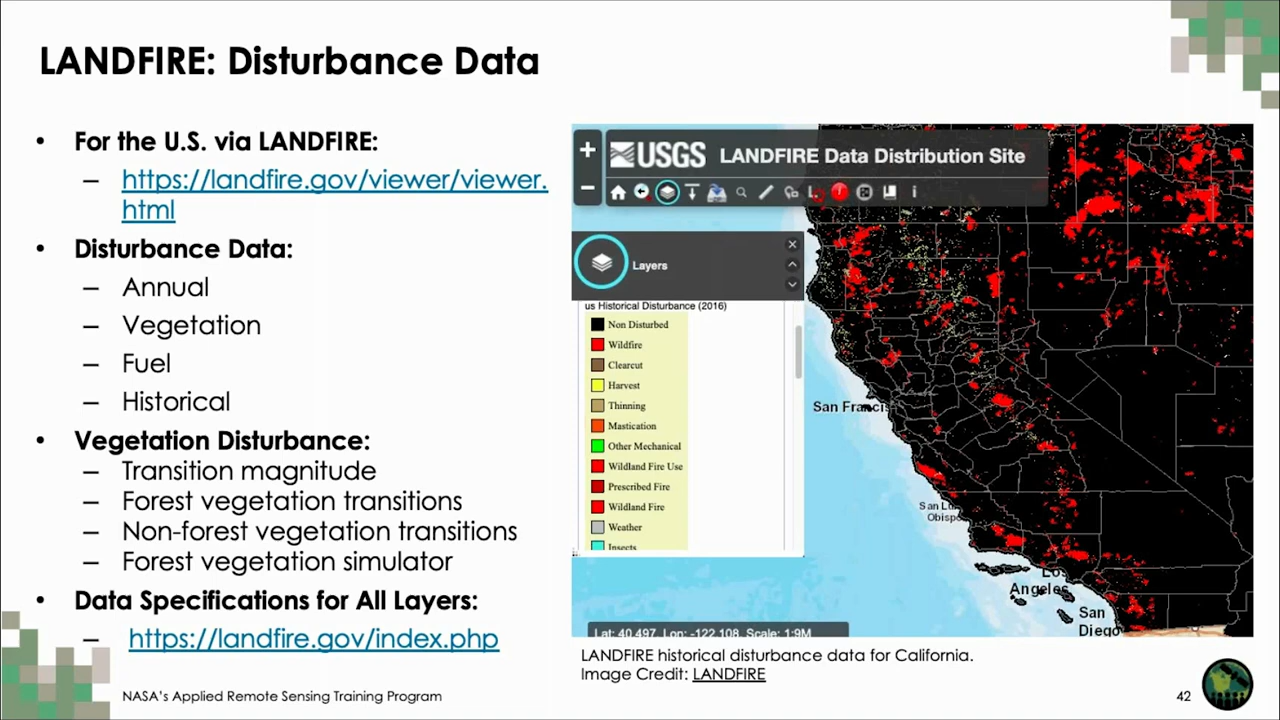 LANDFIRE: Disturbance Data
• For the U.S. via LANDFIRE:
– https://landfire.gov/viewer/viewer.
html
• Disturbance Data:
– Annual
– Vegetation
– Fuel
– Historical
• Vegetation Disturbance:
– Transition magnitude
– Forest vegetation transitions
– Non-forest vegetation transitions
– Forest vegetation simulator
• Data Specifications for All Layers:
– https://landfire.gov/index.php
USGS LANDFIRE Data Distribution Site
Layers
us Historical Disturbance (2016)
Non Disturbed
Wildfire
Clearcut
Harvest
Thinning
Mastication
Other Mechanical
Wildland Fire Use
Prescribed Fire
Wildland Fire
Weather
Insects
San Francis
San Lu
Obispo
Los
Angeles
San
Diego
Lat: 40.497, Lon: -122.108, Scale: 1:9M
LANDFIRE historical disturbance data for California.
Image Credit: LANDFIRE
NASA's Applied Remote Sensing Training Program
42